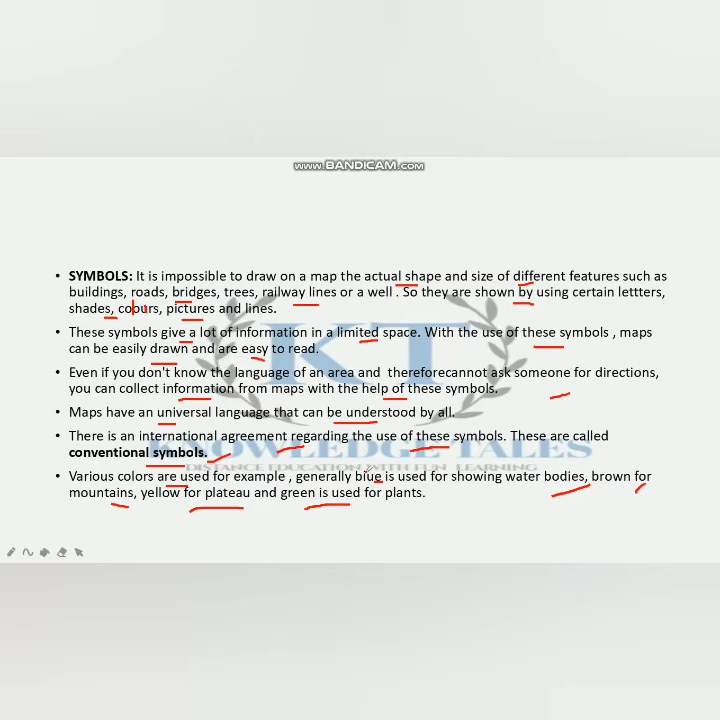 www.BANDICAM.com
• SYMBOLS: It is impossible to draw on a map the actual shape and size of different features such as
buildings, roads, bridges, trees, railway lines or a well . So they are shown by using certain lettters,
shades, colours, pictures and lines.
• These symbols give a lot of information in a limited space. With the use of these symbols , maps
can be easily drawn and are easy to read.
• Even if you don't know the language of an area and thereforecannot ask someone for directions,
you can collect information from maps with the help of these symbols.
• Maps have an universal language that can be understood by all.
• There is an international agreement regarding the use of these symbols. These are called
conventional symbols.
• Various colors are used for example , generally blue is used for showing water bodies, brown for
mountains, yellow for plateau and green is used for plants.
KT
KNOWLEDGE TALES
DISTANCE EDUCATION WITH FUN LEARNING